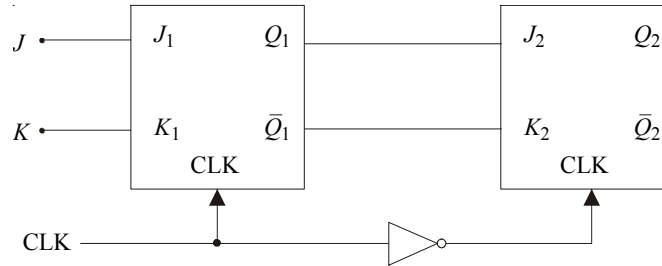 J J₁ Q₁ J₂ Q₂
K K₁ Q̄₁ K₂ Q̄₂
CLK CLK
CLK